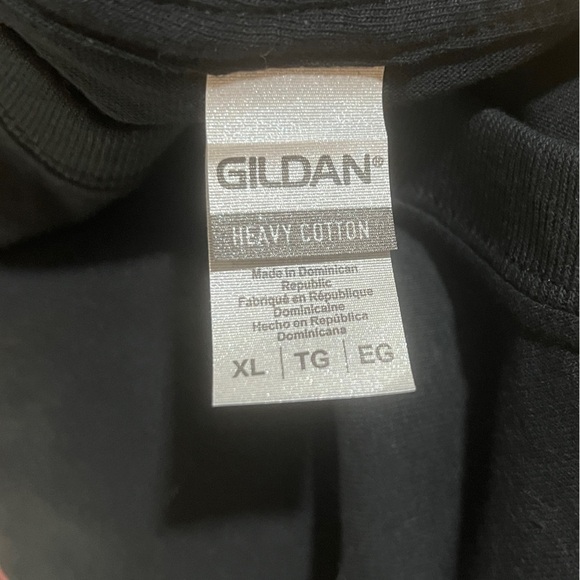 GILDAN®
HEAVY COTTON
Made in Dominican
Republic
Fabriqué en République
Dominicaine
Hecho en República
Dominicana
XL | TG | EG